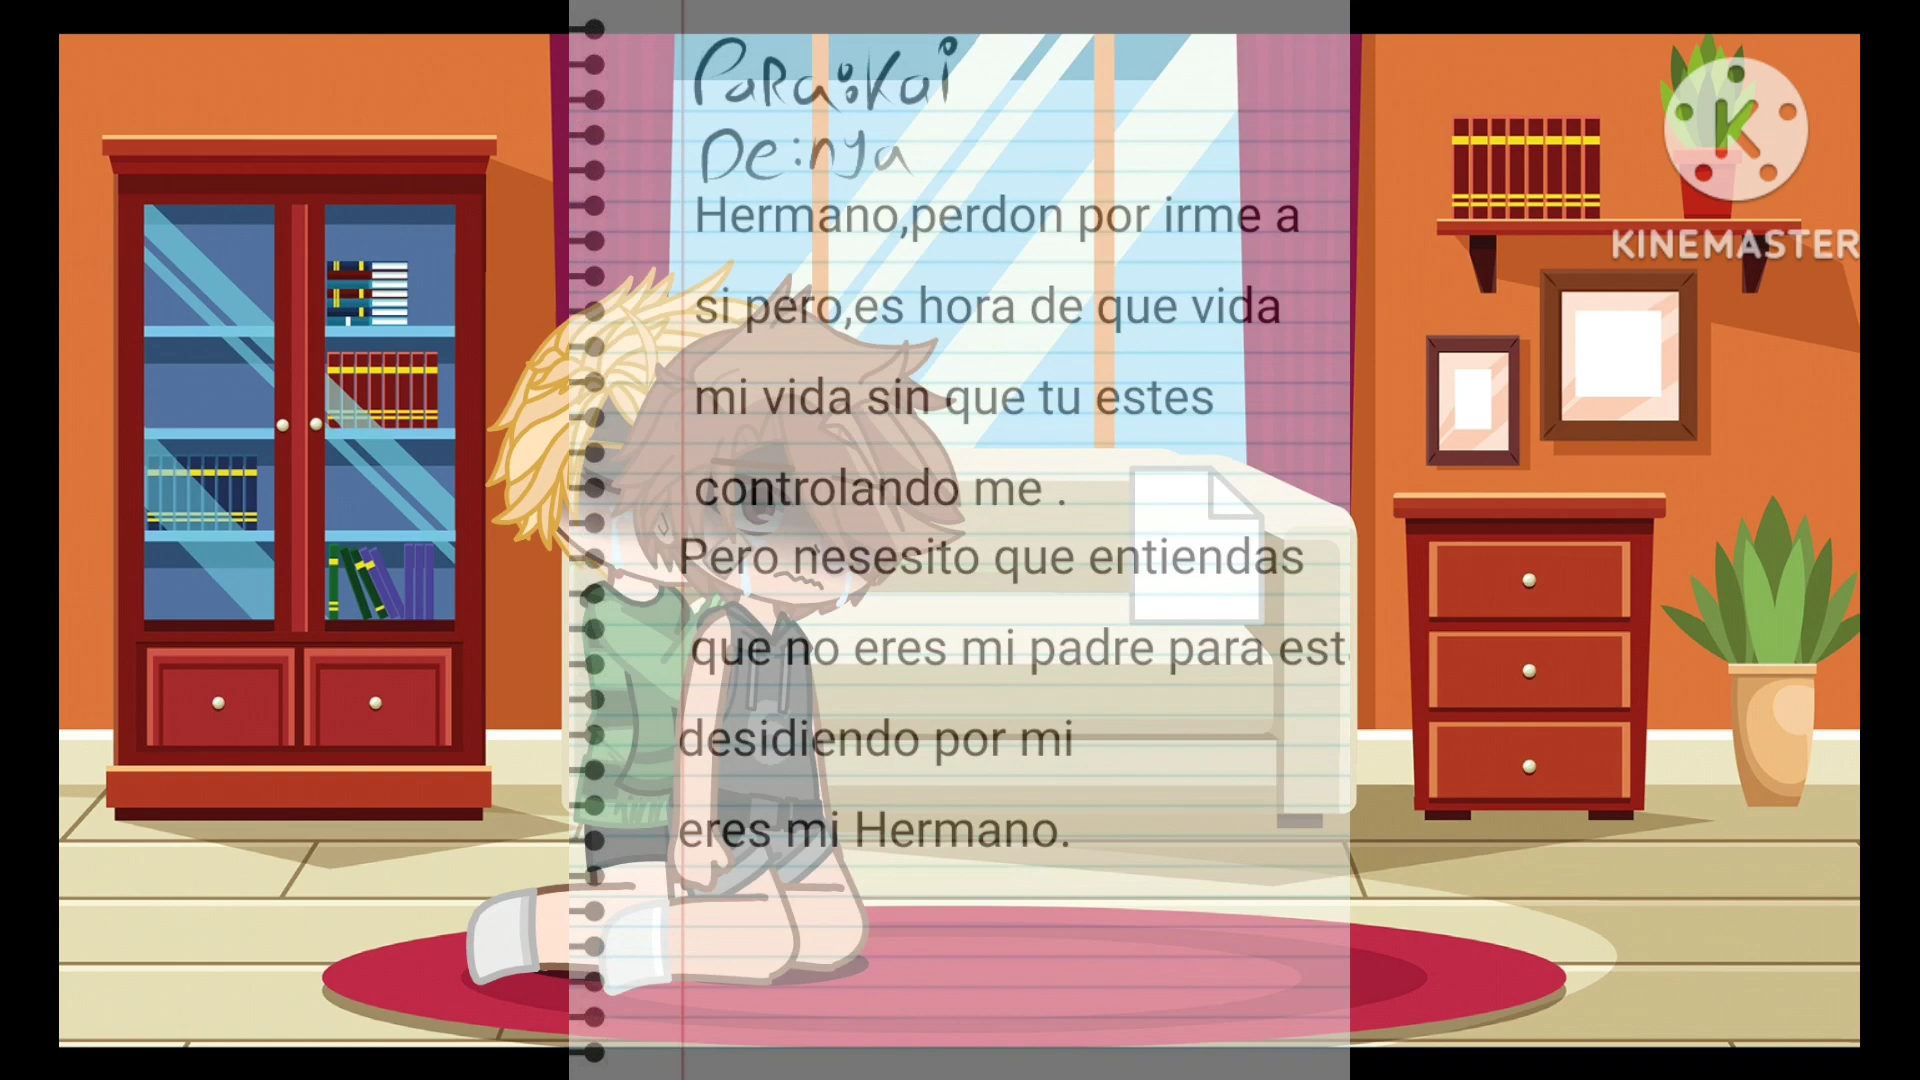 Para:Kai
De:nya
Hermano,perdon por irme a
si pero,es hora de que vida
mi vida sin que tu estes
controlando me .
Pero nesesito que entiendas
que no eres mi padre para est
desidiendo por mi
eres mi Hermano.
KINEMASTER